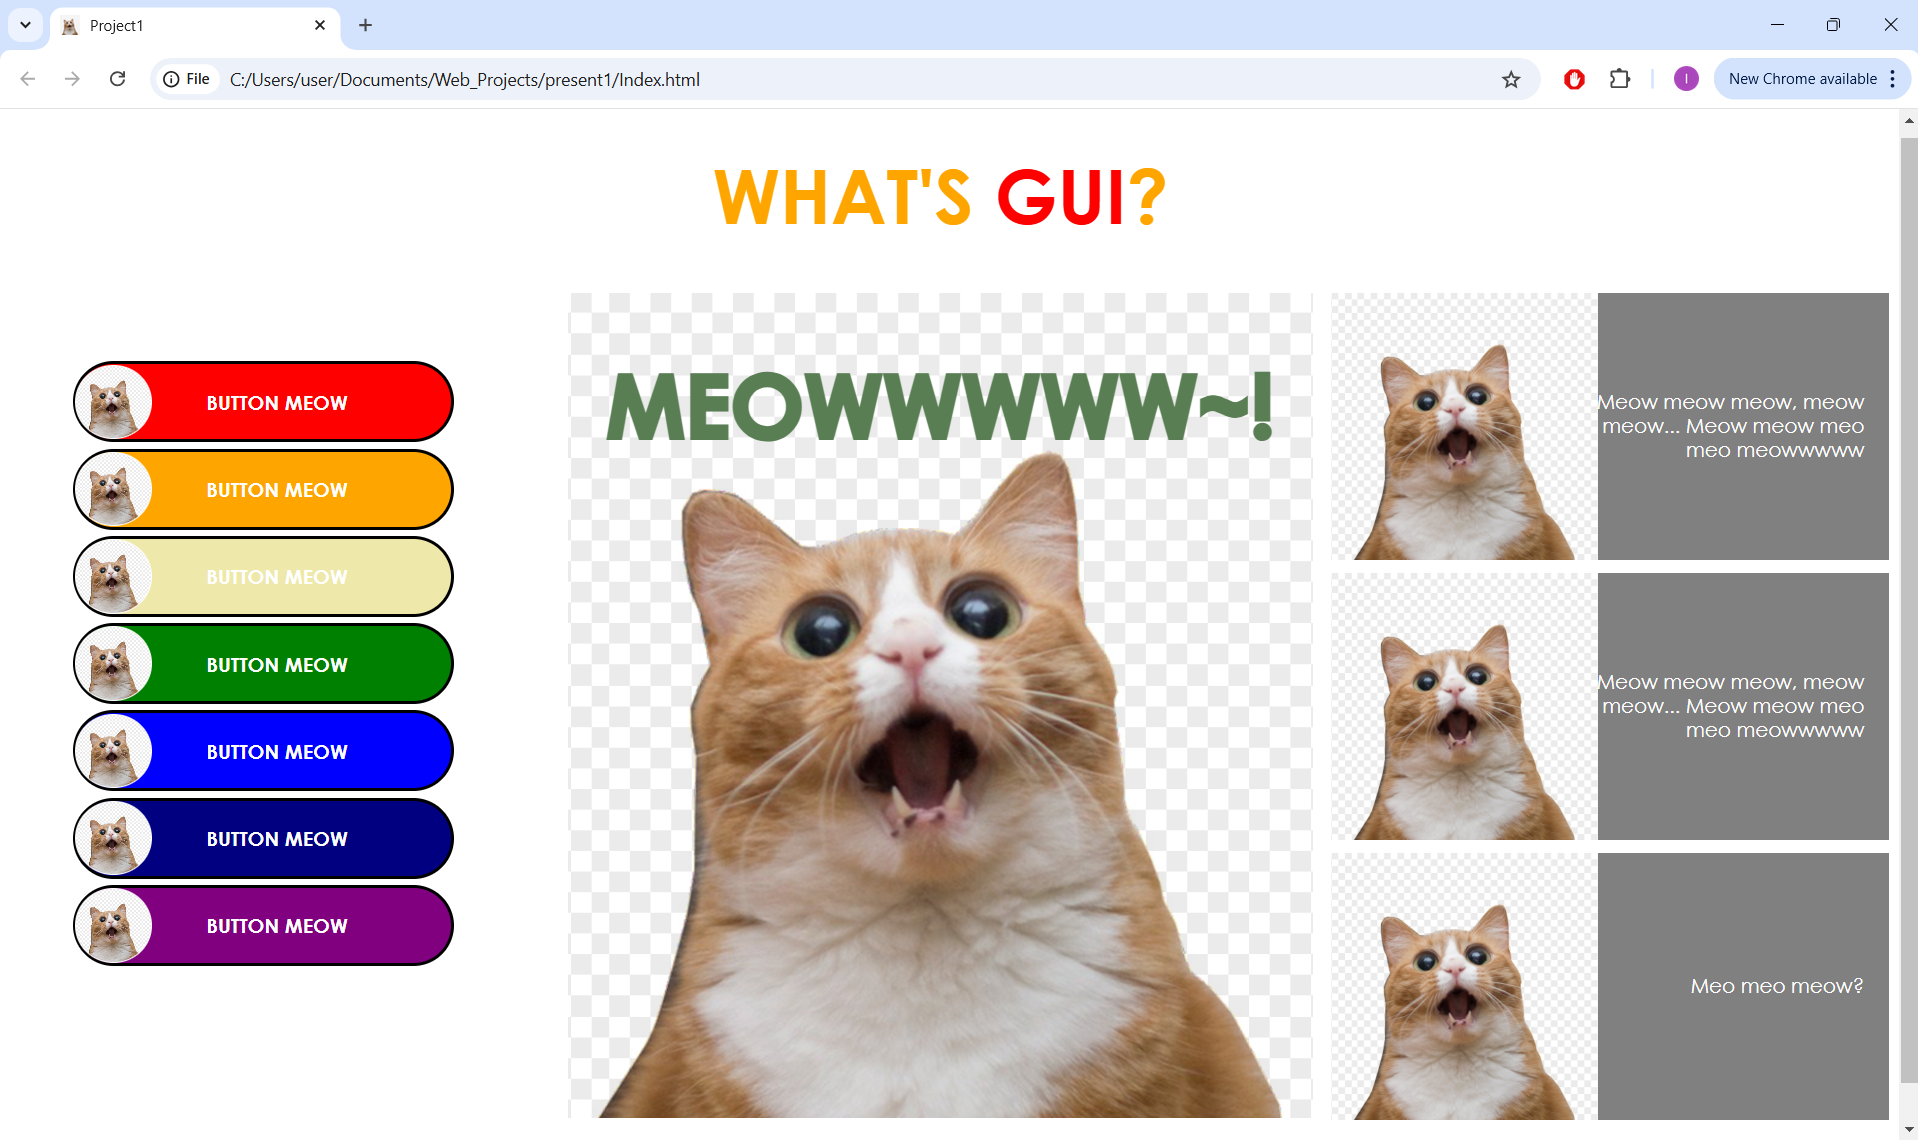 Project1
File
C:/Users/user/Documents/Web_Projects/present1/Index.html
I
New Chrome available
WHAT'S GUI?
BUTTON MEOW
BUTTON MEOW
BUTTON MEOW
BUTTON MEOW
BUTTON MEOW
BUTTON MEOW
BUTTON MEOW
MEOWWWWW~!
Meow meow meow, meow
meow... Meow meow meo
meo meowwwww
Meow meow meow, meow
meow... Meow meow meo
meo meowwwww
Meo meo meow?